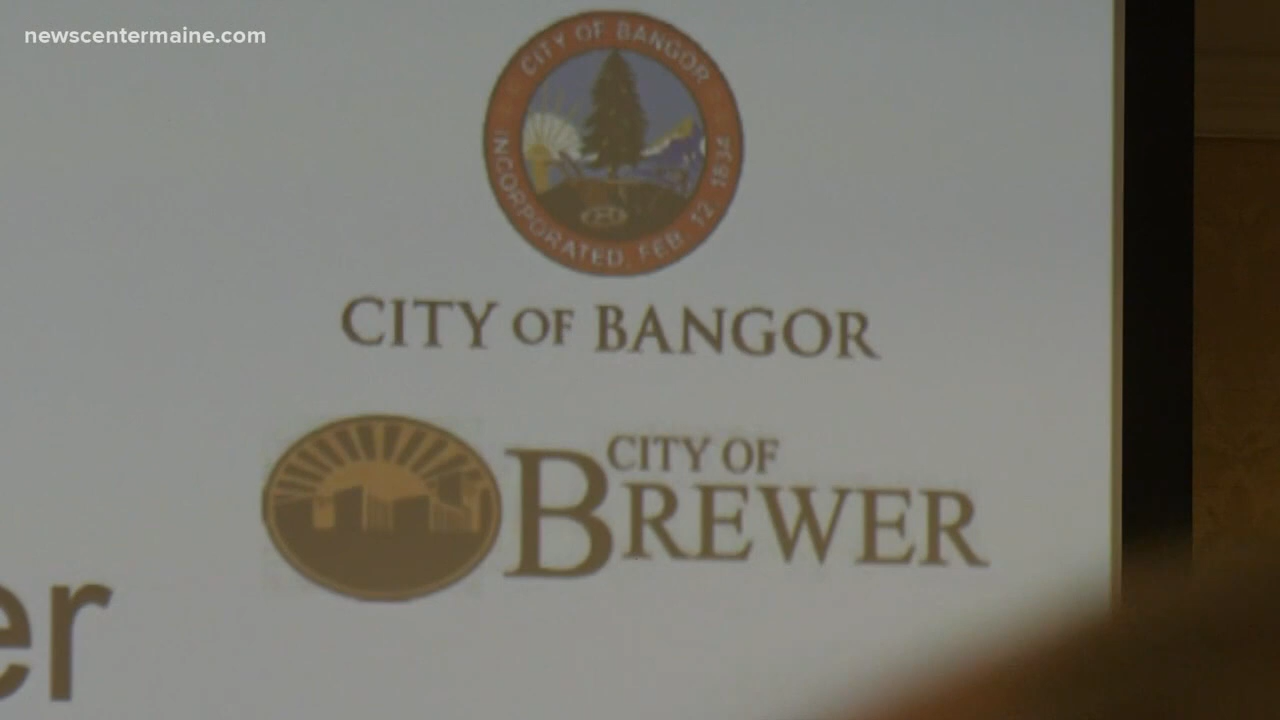 newscentermaine.com
CITY OF BANGOR
INCORPORATED, FEB. 12, 1834
CITY OF BANGOR
CITY OF
BREWER
er